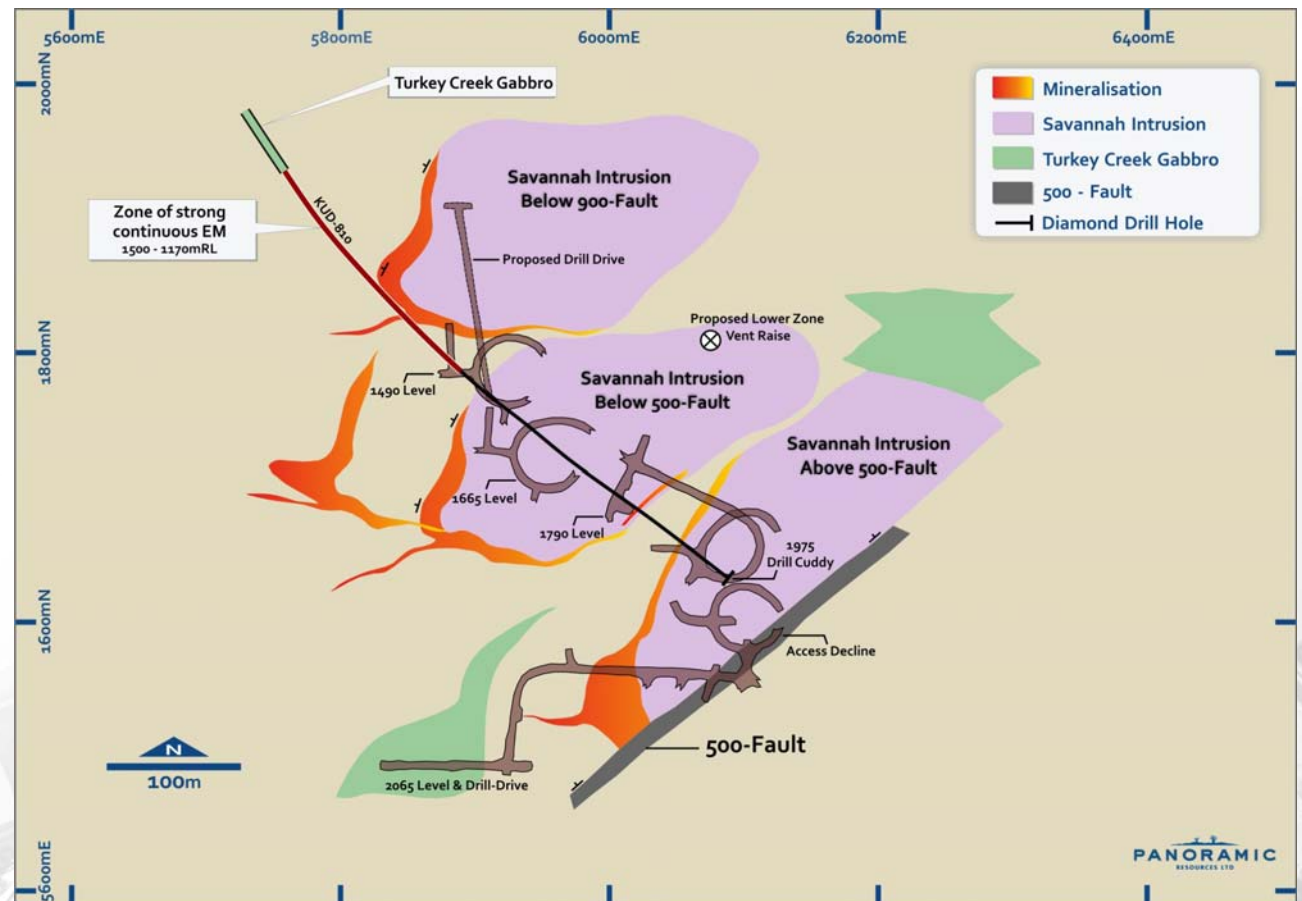 5600mE
5800mE
6000mE
6200mE
6400mE
2000mN
1800mN
1600mN
5600mE
Turkey Creek Gabbro
Zone of strong
continuous EM
1500 - 1170mRL
KUD-810
Savannah Intrusion
Below 900-Fault
Proposed Drill Drive
Proposed Lower Zone
Vent Raise
1490 Level
Savannah Intrusion
Below 500-Fault
Savannah Intrusion
Above 500-Fault
1665 Level
1790 Level
1975
Drill Cuddy
Access Decline
500-Fault
2065 Level & Drill-Drive
N
100m
Mineralisation
Savannah Intrusion
Turkey Creek Gabbro
500 - Fault
Diamond Drill Hole
PANORAMIC
RESOURCES LTD